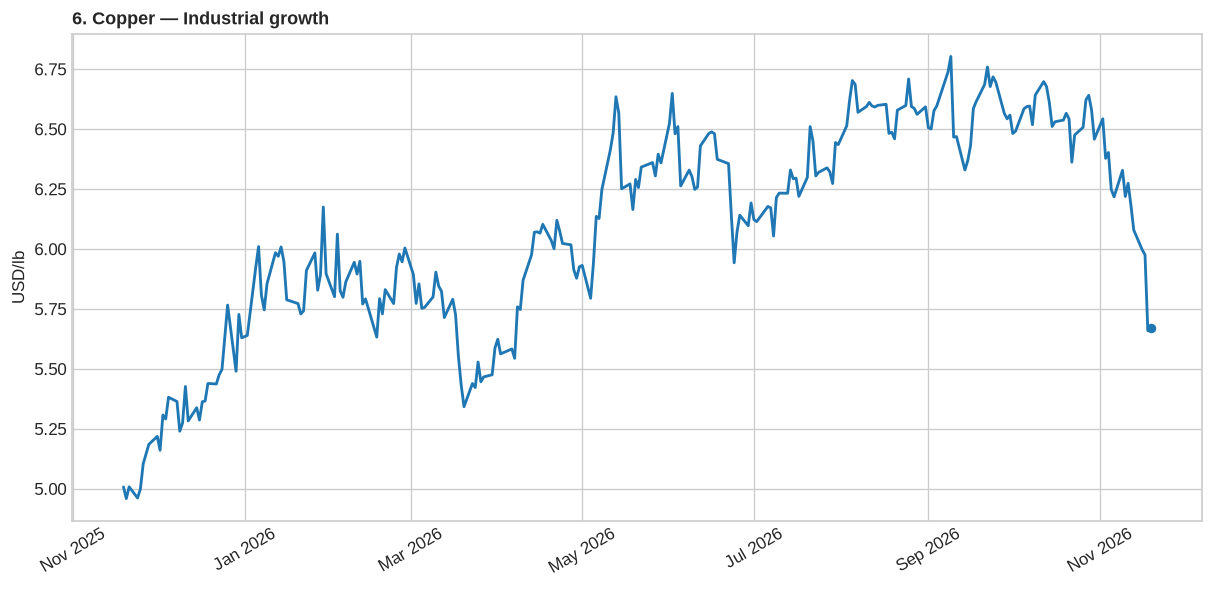 6. Copper — Industrial growth
USD/lb
6.75
6.50
6.25
6.00
5.75
5.50
5.25
5.00
Nov 2025
Jan 2026
Mar 2026
May 2026
Jul 2026
Sep 2026
Nov 2026